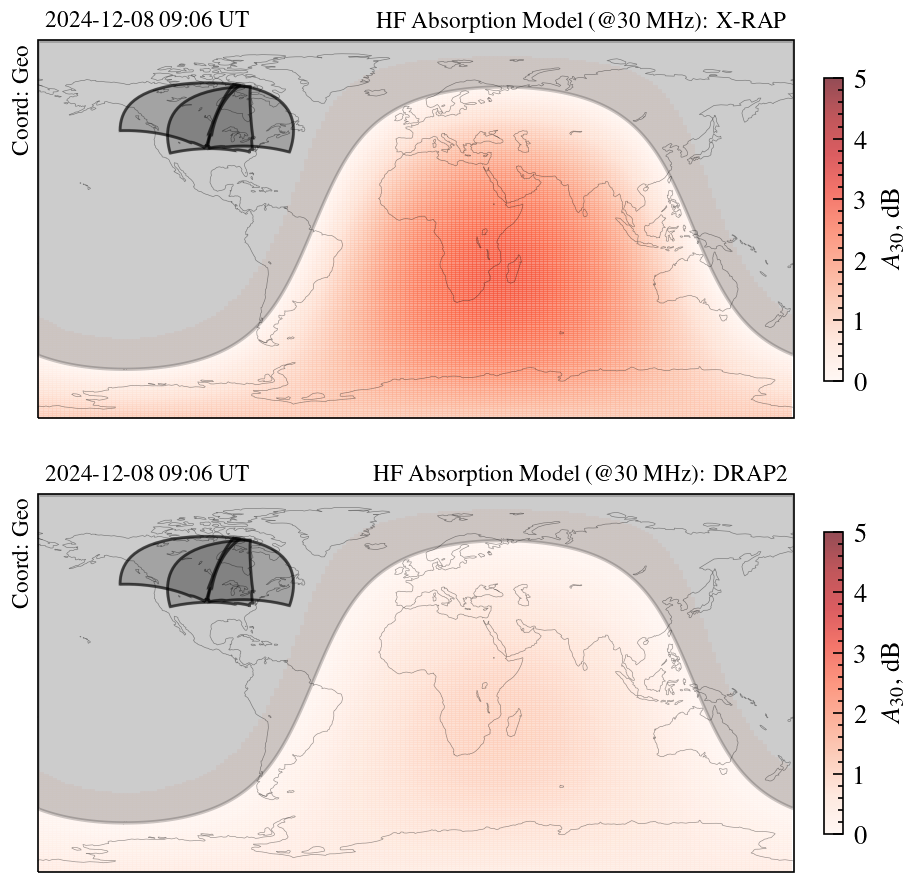 2024-12-08 09:06 UT
HF Absorption Model (@30 MHz): X-RAP
Coord: Geo
5
4
3
2
1
0
A30, dB
2024-12-08 09:06 UT
HF Absorption Model (@30 MHz): DRAP2
Coord: Geo
5
4
3
2
1
0
A30, dB